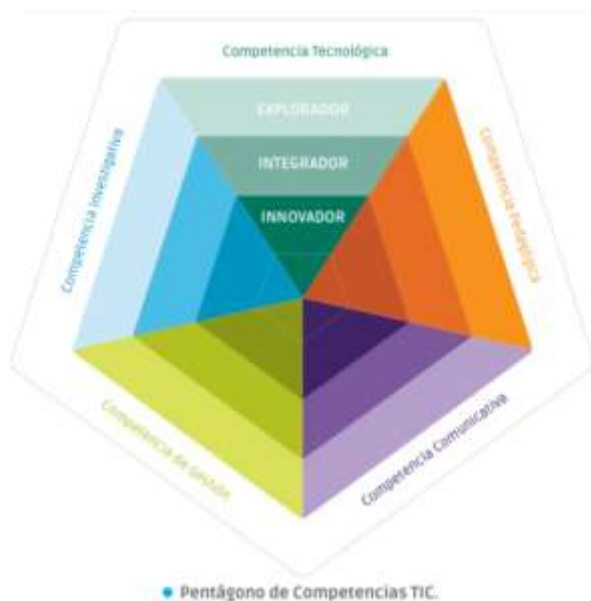 Competencia Tecnológica
EXPLORADOR
INTEGRADOR
INNOVADOR
Competencia Investigativa
Competencia Pedagógica
Competencia de Gestión
Competencia Comunicativa
Pentágono de Competencias TIC.